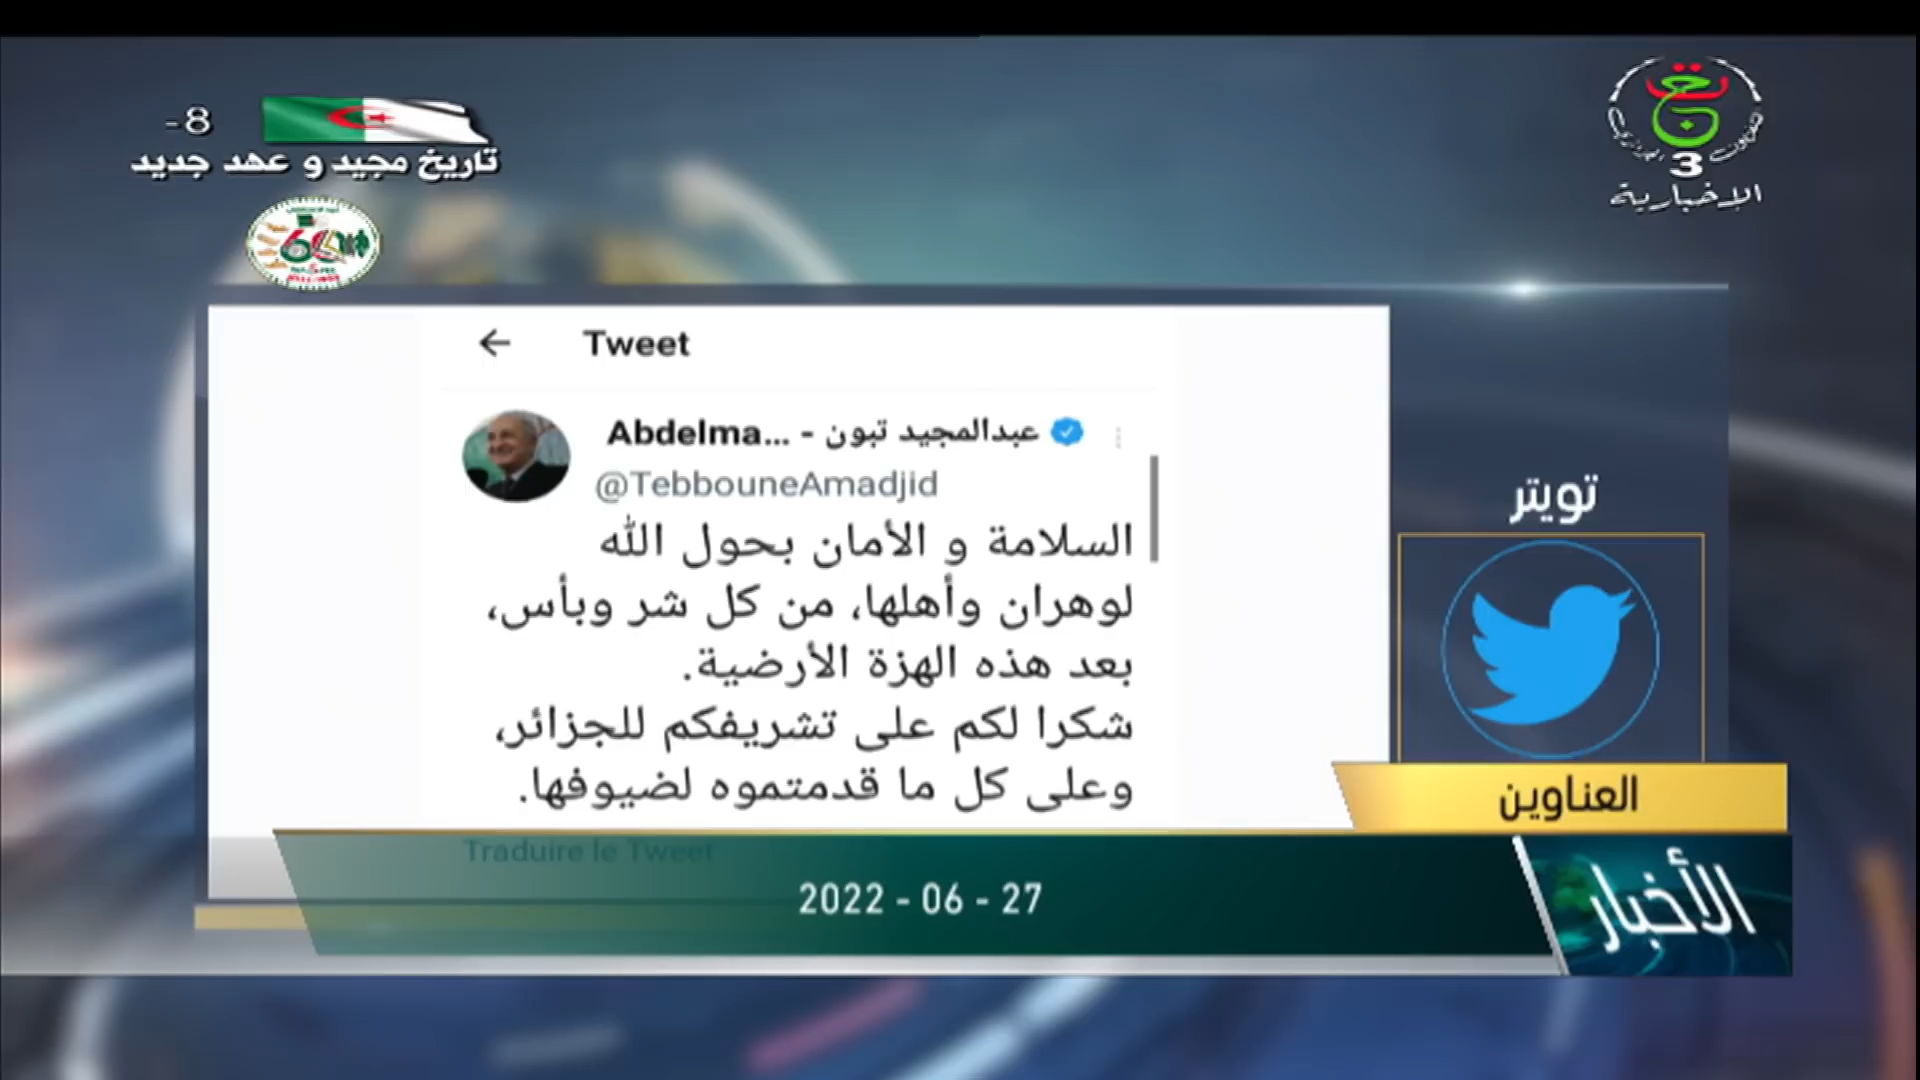 -8
تاريخ مجيد و عهد جديد
60
3
الإخبارية
Tweet
Abdelma... - عبدالمجيد تبون
@TebbouneAmadjid
السلامة و الأمان بحول الله
لوهران وأهلها، من كل شر وبأس،
بعد هذه الهزة الأرضية.
شكرا لكم على تشريفكم للجزائر،
وعلى كل ما قدمتموه لضيوفها.
Traduire le Tweet
تويتر
العناوين
2022 - 06 - 27
الأخبار